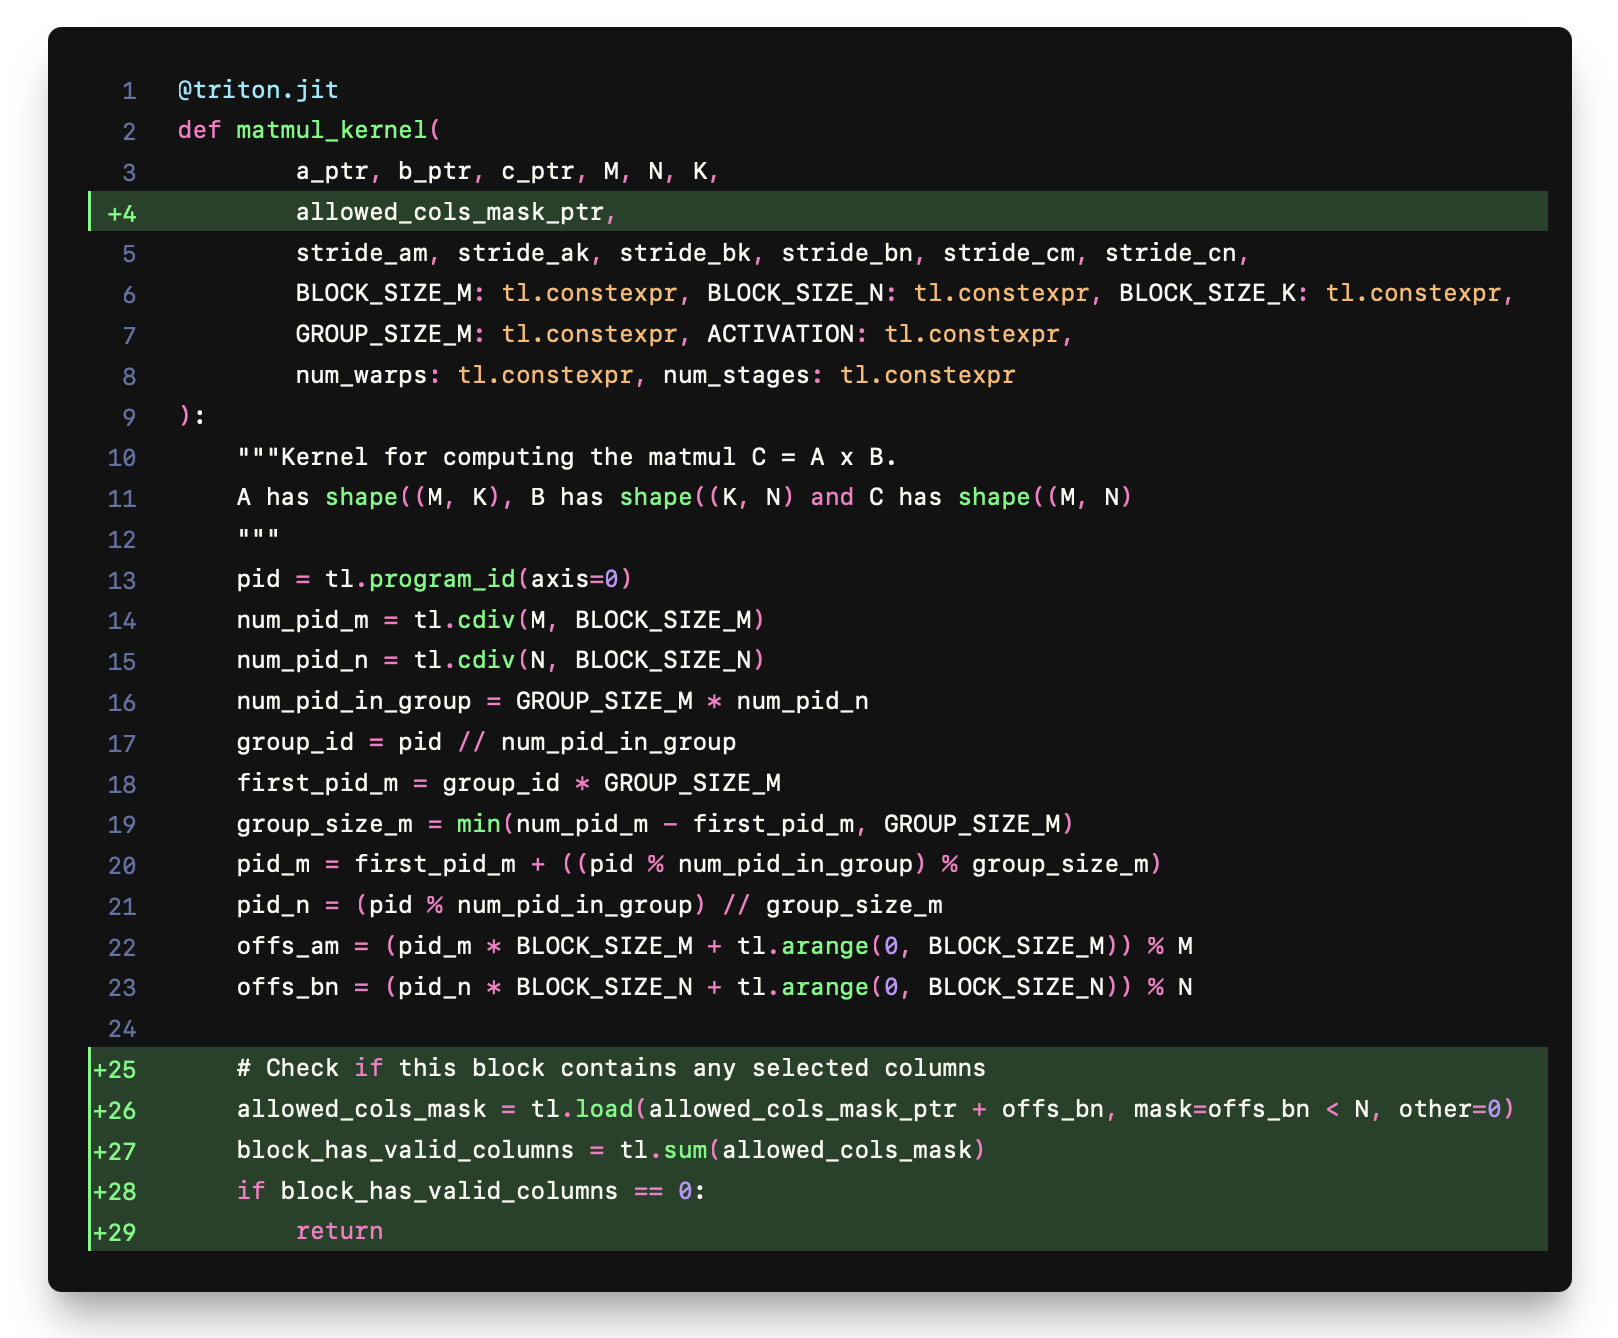 1 @triton.jit
2 def matmul_kernel(
3 a_ptr, b_ptr, c_ptr, M, N, K,
+4 allowed_cols_mask_ptr,
5 stride_am, stride_ak, stride_bk, stride_bn, stride_cm, stride_cn,
6 BLOCK_SIZE_M: tl.constexpr, BLOCK_SIZE_N: tl.constexpr, BLOCK_SIZE_K: tl.constexpr,
7 GROUP_SIZE_M: tl.constexpr, ACTIVATION: tl.constexpr,
8 num_warps: tl.constexpr, num_stages: tl.constexpr
9 ):
10 """Kernel for computing the matmul C = A x B.
11 A has shape((M, K), B has shape((K, N) and C has shape((M, N)
12 """
13 pid = tl.program_id(axis=0)
14 num_pid_m = tl.cdiv(M, BLOCK_SIZE_M)
15 num_pid_n = tl.cdiv(N, BLOCK_SIZE_N)
16 num_pid_in_group = GROUP_SIZE_M * num_pid_n
17 group_id = pid // num_pid_in_group
18 first_pid_m = group_id * GROUP_SIZE_M
19 group_size_m = min(num_pid_m - first_pid_m, GROUP_SIZE_M)
20 pid_m = first_pid_m + ((pid % num_pid_in_group) % group_size_m)
21 pid_n = (pid % num_pid_in_group) // group_size_m
22 offs_am = (pid_m * BLOCK_SIZE_M + tl.arange(0, BLOCK_SIZE_M)) % M
23 offs_bn = (pid_n * BLOCK_SIZE_N + tl.arange(0, BLOCK_SIZE_N)) % N
24
+25 # Check if this block contains any selected columns
+26 allowed_cols_mask = tl.load(allowed_cols_mask_ptr + offs_bn, mask=offs_bn < N, other=0)
+27 block_has_valid_columns = tl.sum(allowed_cols_mask)
+28 if block_has_valid_columns == 0:
+29 return